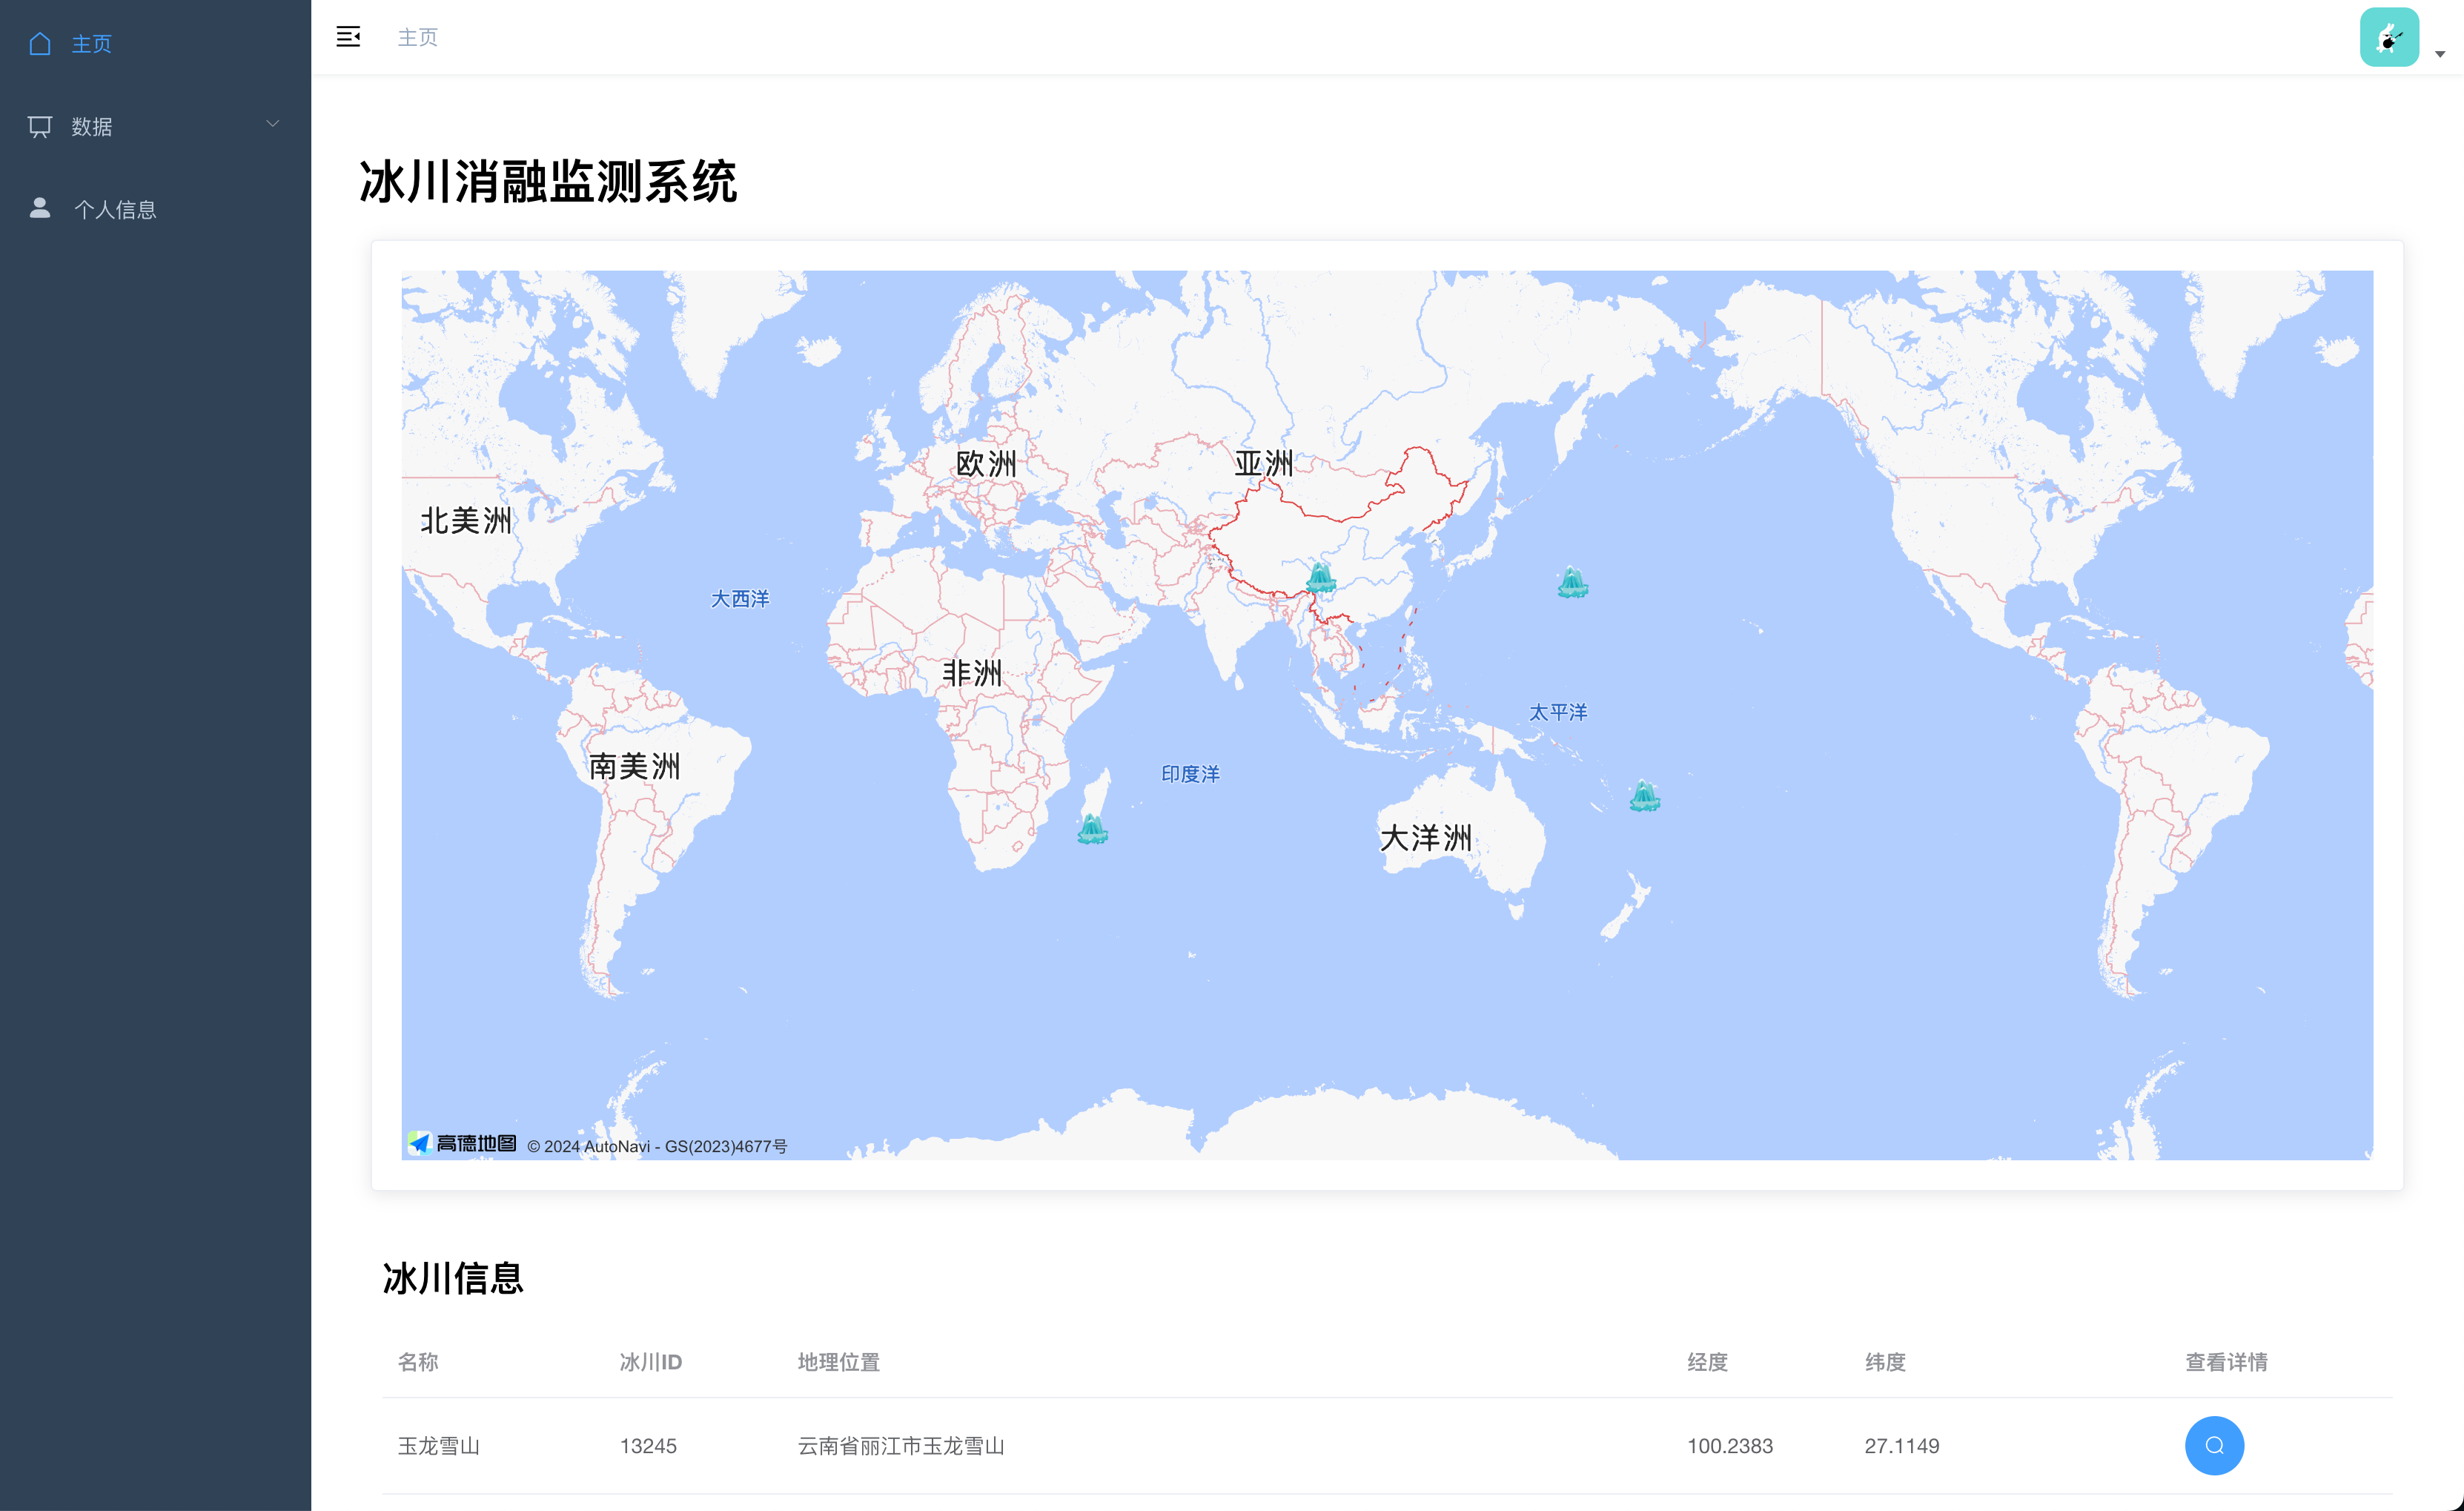 主页
主页
数据
个人信息
冰川消融监测系统
欧洲
亚洲
北美洲
大西洋
非洲
太平洋
南美洲
印度洋
大洋洲
高德地图 © 2024 AutoNavi - GS(2023)4677号
冰川信息
名称 冰川ID 地理位置 经度 纬度 查看详情
玉龙雪山 13245 云南省丽江市玉龙雪山 100.2383 27.1149